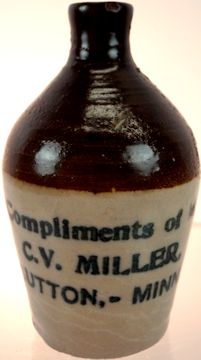 Compliments of
C.V. MILLER,
UTTON,- MINN